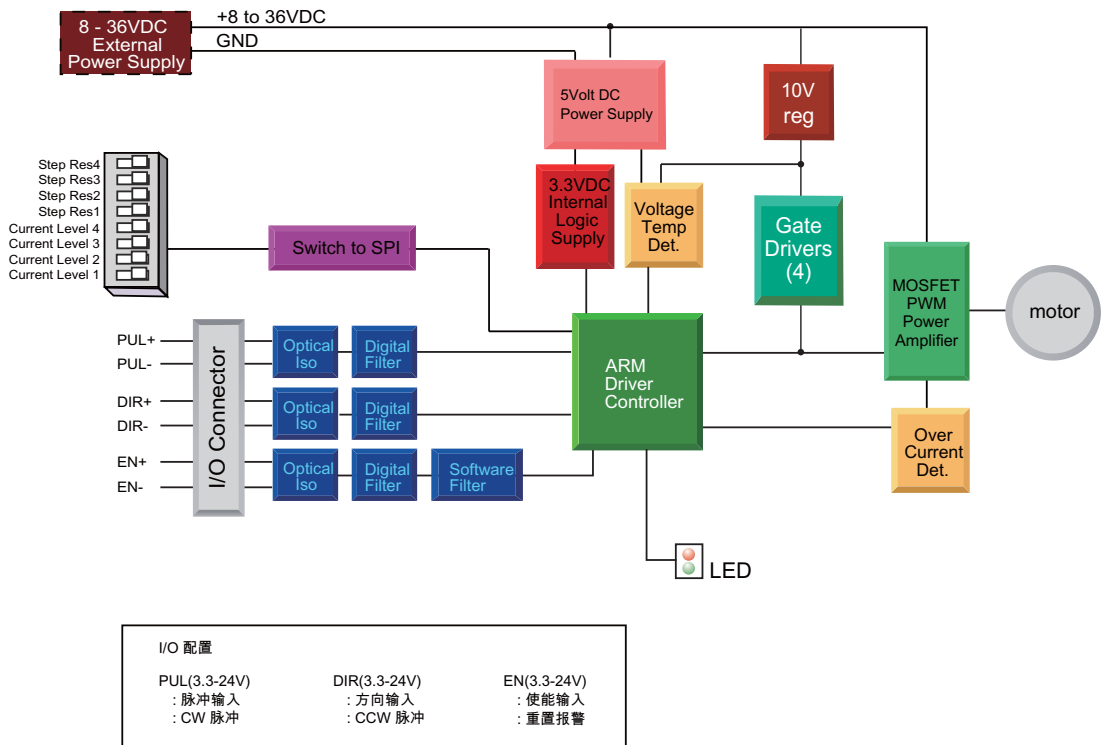 8 - 36VDC
External
Power Supply
+8 to 36VDC
GND
5Volt DC
Power Supply
10V
reg
Step Res4
Step Res3
Step Res2
Step Res1
Current Level 4
Current Level 3
Current Level 2
Current Level 1
Switch to SPI
3.3VDC
Internal
Logic
Supply
Voltage
Temp
Det.
Gate
Drivers
(4)
MOSFET
PWM
Power
Amplifier
motor
PUL+
PUL-
DIR+
DIR-
EN+
EN-
I/O Connector
Optical
Iso
Digital
Filter
Optical
Iso
Digital
Filter
Optical
Iso
Digital
Filter
Software
Filter
ARM
Driver
Controller
Over
Current
Det.
LED
I/O 配置
PUL(3.3-24V)
: 脉冲输入
: CW 脉冲
DIR(3.3-24V)
: 方向输入
: CCW 脉冲
EN(3.3-24V)
: 使能输入
: 重置报警